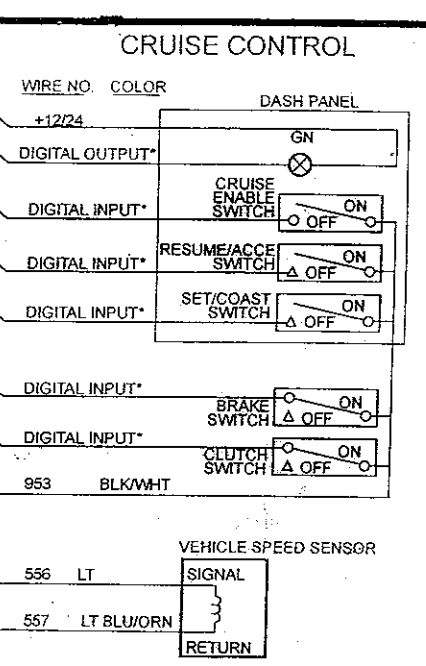 CRUISE CONTROL
WIRE NO. COLOR
DASH PANEL
+12/24
GN
DIGITAL OUTPUT*
CRUISE
ENABLE
SWITCH
ON
OFF
DIGITAL INPUT*
RESUME/ACCE
SWITCH
ON
OFF
DIGITAL INPUT*
SET/COAST
SWITCH
ON
OFF
DIGITAL INPUT*
DIGITAL INPUT*
BRAKE
SWITCH
ON
OFF
DIGITAL INPUT*
CLUTCH
SWITCH
ON
OFF
953 BLK/WHT
VEHICLE SPEED SENSOR
556 LT
SIGNAL
557 LT BLU/ORN
RETURN